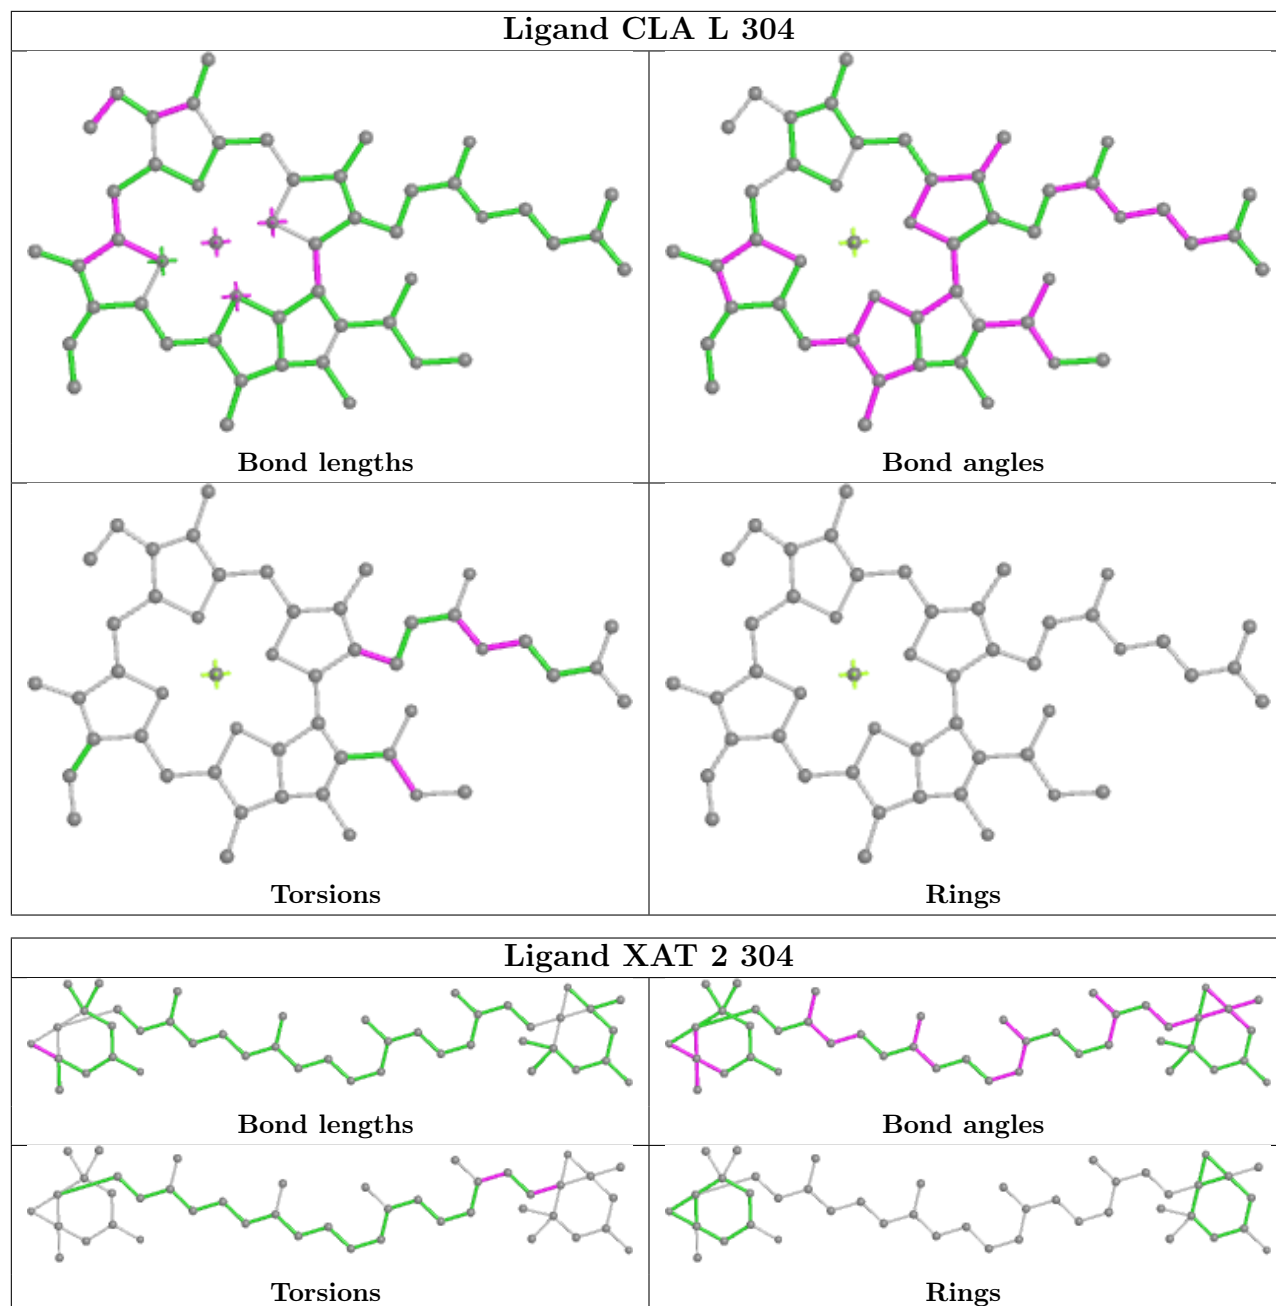 Ligand CLA L 304
Bond lengths
Bond angles
Torsions
Rings
Ligand XAT 2 304
Bond lengths
Bond angles
Torsions
Rings